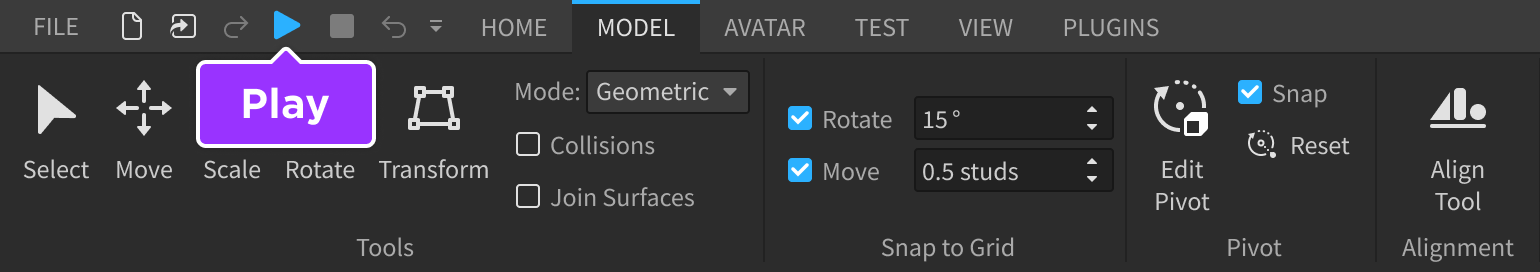 FILE HOME MODEL AVATAR TEST VIEW PLUGINS
Play
Select Move Scale Rotate Transform
Mode: Geometric
Collisions
Join Surfaces
Tools
Rotate 15°
Move 0.5 studs
Snap to Grid
Edit
Pivot
Snap
Reset
Pivot
Align
Tool
Alignment